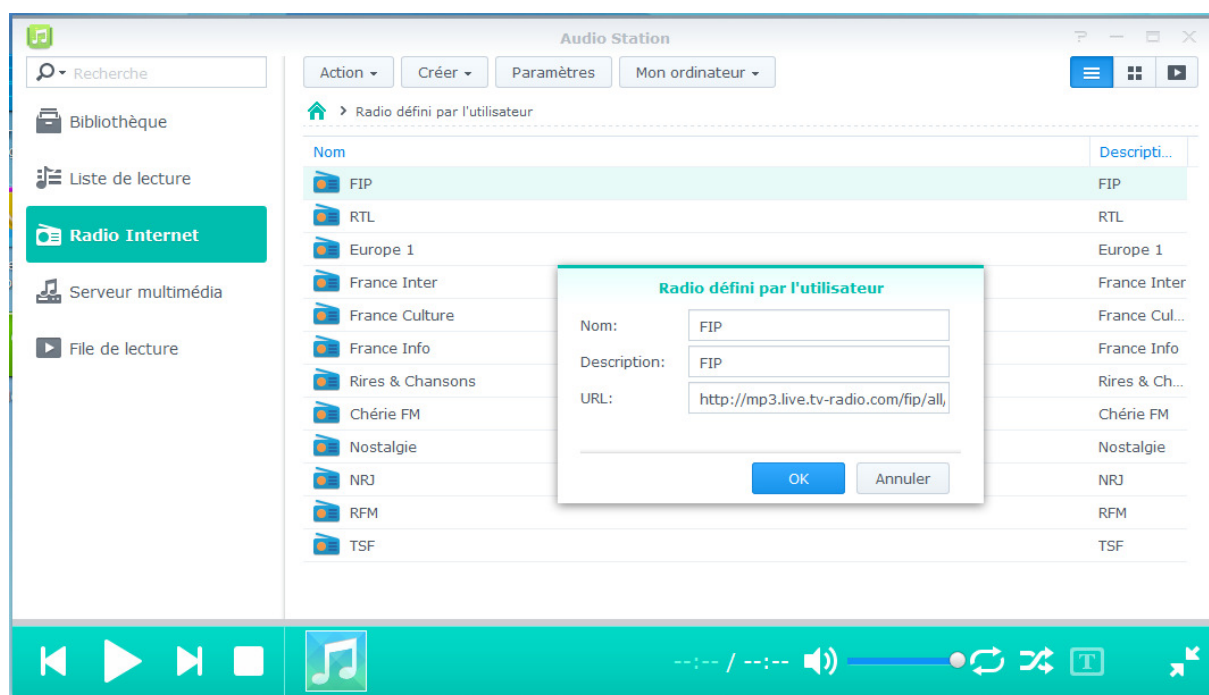 Audio Station
Recherche
Action Créer Paramètres Mon ordinateur
Bibliothèque
Liste de lecture
Radio Internet
Serveur multimédia
File de lecture
> Radio défini par l'utilisateur
Nom Descripti...
FIP FIP
RTL RTL
Europe 1 Europe 1
France Inter France Inter
France Culture France Cul...
France Info France Info
Rires & Chansons Rires & Ch...
Chérie FM Chérie FM
Nostalgie Nostalgie
NRJ NRJ
RFM RFM
TSF TSF
Radio défini par l'utilisateur
Nom: FIP
Description: FIP
URL: http://mp3.live.tv-radio.com/fip/all/
OK Annuler
--:-- / --:-- T